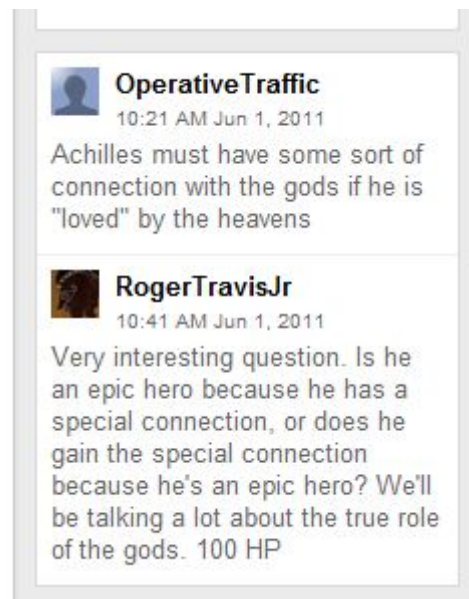 OperativeTraffic
10:21 AM Jun 1, 2011
Achilles must have some sort of
connection with the gods if he is
"loved" by the heavens
RogerTravisJr
10:41 AM Jun 1, 2011
Very interesting question. Is he
an epic hero because he has a
special connection, or does he
gain the special connection
because he's an epic hero? We'll
be talking a lot about the true role
of the gods. 100 HP